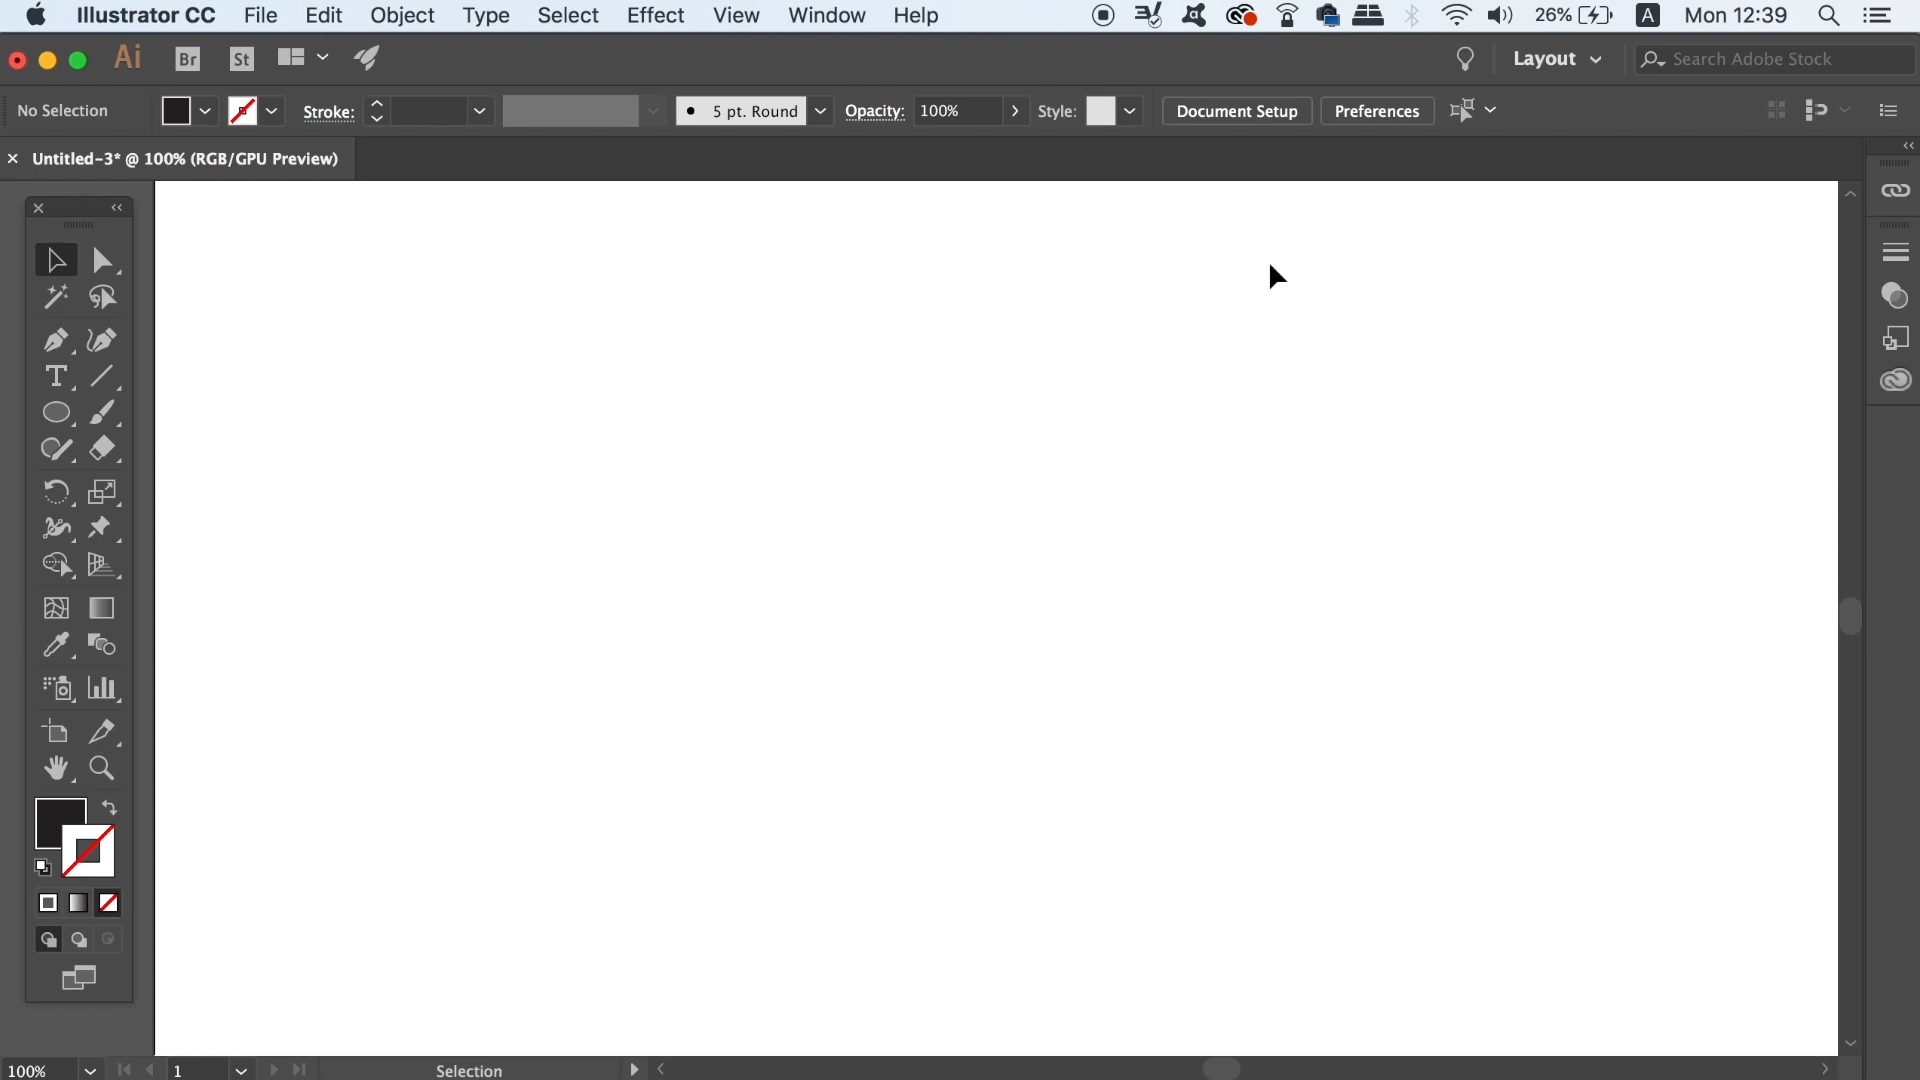 Illustrator CC File Edit Object Type Select Effect View Window Help 26% A Mon 12:39
Ai Br St Layout Search Adobe Stock
No Selection Stroke: 5 pt. Round Opacity: 100% Style: Document Setup Preferences
Untitled-3* @ 100% (RGB/GPU Preview)
T
100% 1 Selection